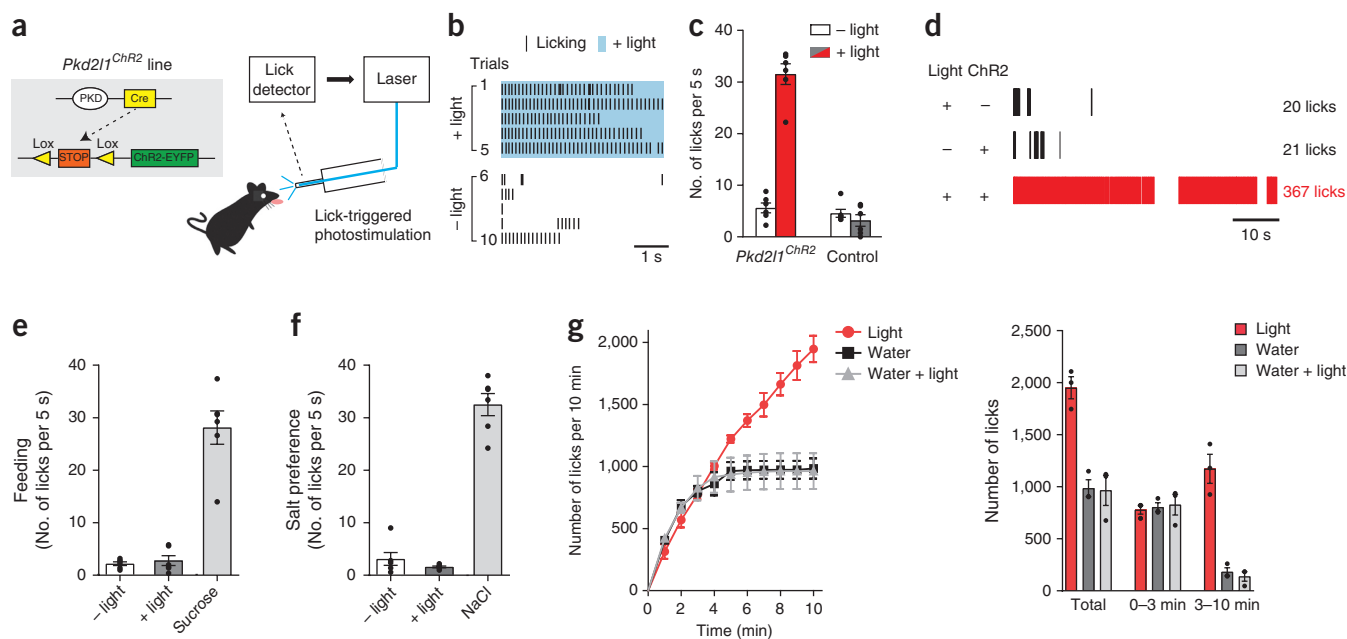 a
Pkd2l1ChR2 line
PKD
Cre
Lox
STOP
Lox
ChR2-EYFP
Lick
detector
Laser
Lick-triggered
photostimulation
b
Licking
+ light
Trials
1
+ light
5
6
– light
10
1 s
c
– light
+ light
No. of licks per 5 s
40
30
20
10
0
Pkd2l1ChR2
Control
d
Light ChR2
+ –
20 licks
– +
21 licks
+ +
367 licks
10 s
e
Feeding
(No. of licks per 5 s)
40
30
20
10
0
– light
+ light
Sucrose
f
Salt preference
(No. of licks per 5 s)
40
30
20
10
0
– light
+ light
NaCl
g
Number of licks per 10 min
2,000
1,500
1,000
500
0
0 2 4 6 8 10
Time (min)
Light
Water
Water + light
Number of licks
2,500
2,000
1,500
1,000
500
0
Total
0–3 min
3–10 min
Light
Water
Water + light